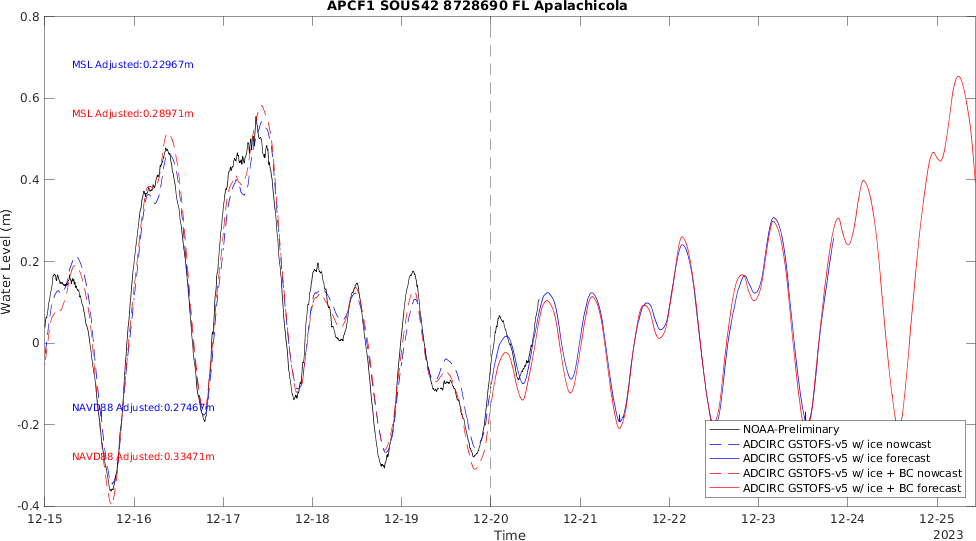 APCF1 SOUS42 8728690 FL Apalachicola
0.8
MSL Adjusted:0.22967m
0.6
MSL Adjusted:0.28971m
0.4
0.2
Water Level (m)
0
NAVD88 Adjusted:0.27467m
-0.2
NOAA-Preliminary
ADCIRC GSTOFS-v5 w/ ice nowcast
ADCIRC GSTOFS-v5 w/ ice forecast
NAVD88 Adjusted:0.33471m
ADCIRC GSTOFS-v5 w/ ice + BC nowcast
ADCIRC GSTOFS-v5 w/ ice + BC forecast
-0.4
12-15 12-16 12-17 12-18 12-19 12-20 12-21 12-22 12-23 12-24 12-25
Time
2023